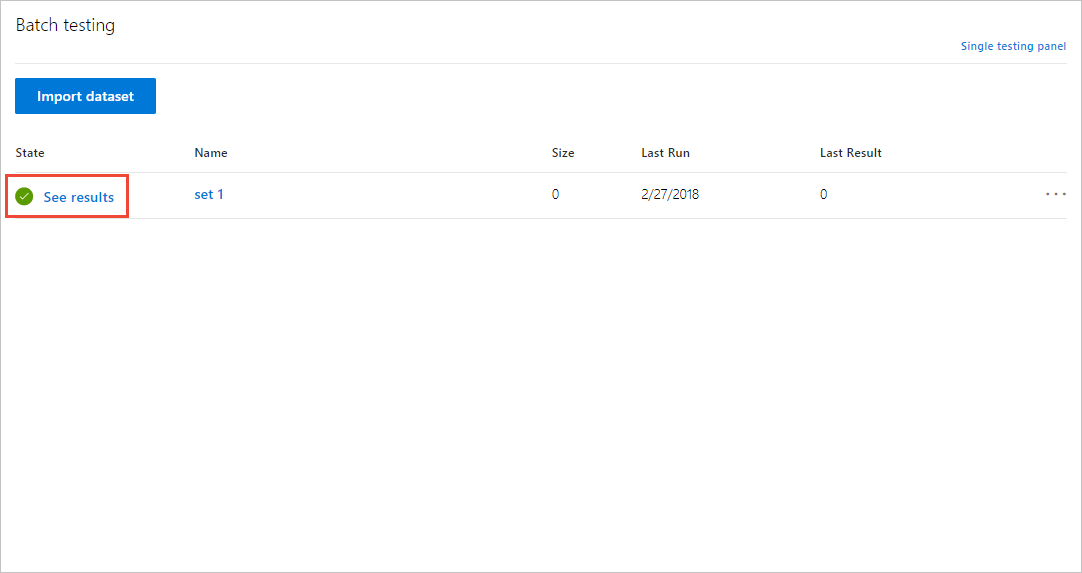 Batch testing
Single testing panel
Import dataset
State Name Size Last Run Last Result
See results set 1 0 2/27/2018 0 ...